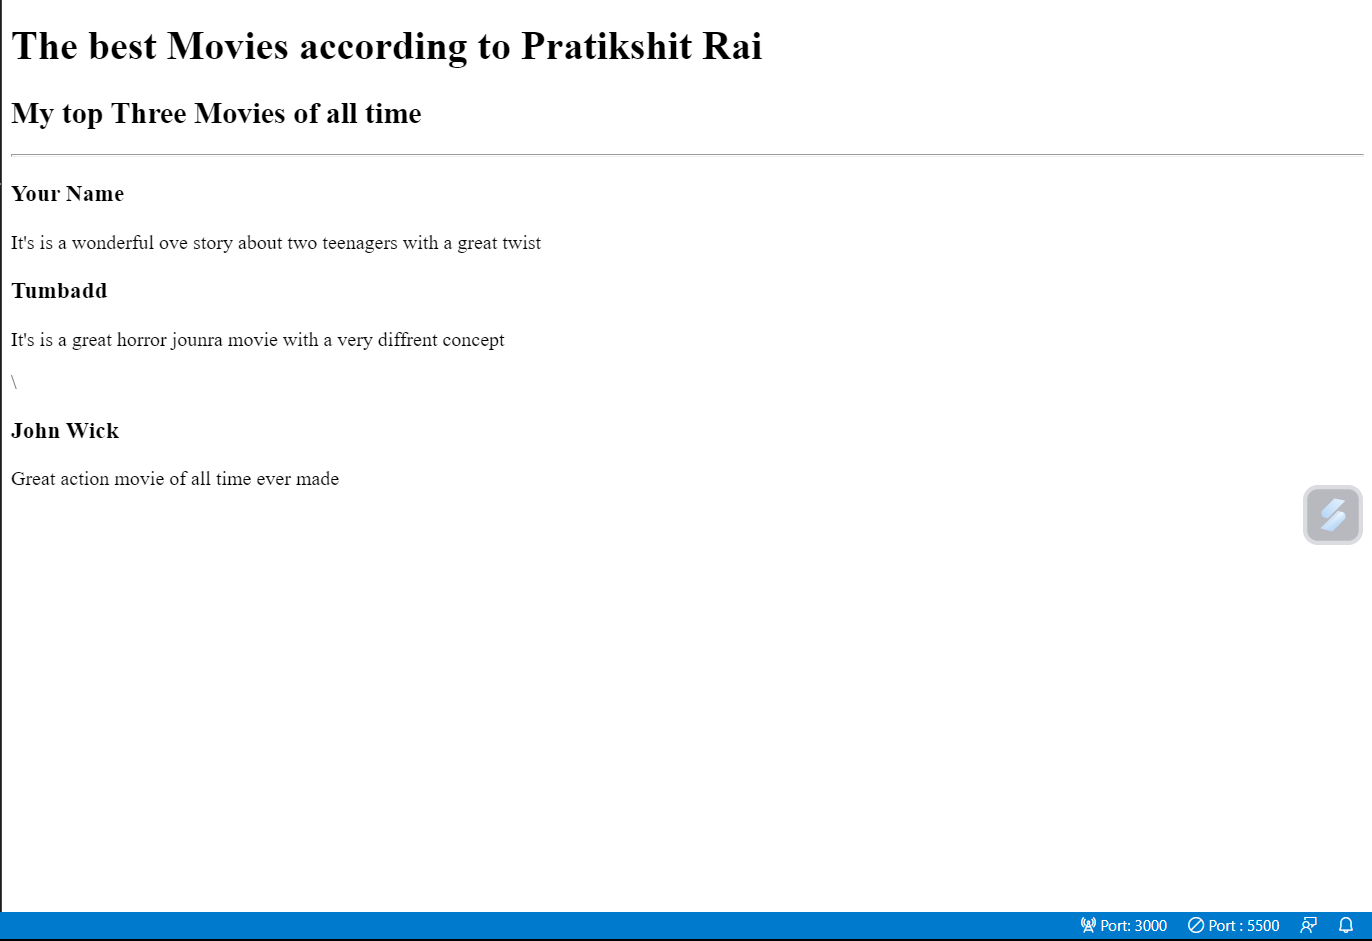 The best Movies according to Pratikshit Rai
My top Three Movies of all time
Your Name
It's is a wonderful ove story about two teenagers with a great twist
Tumbadd
It's is a great horror jounra movie with a very diffrent concept
\
John Wick
Great action movie of all time ever made
Port: 3000 Port : 5500